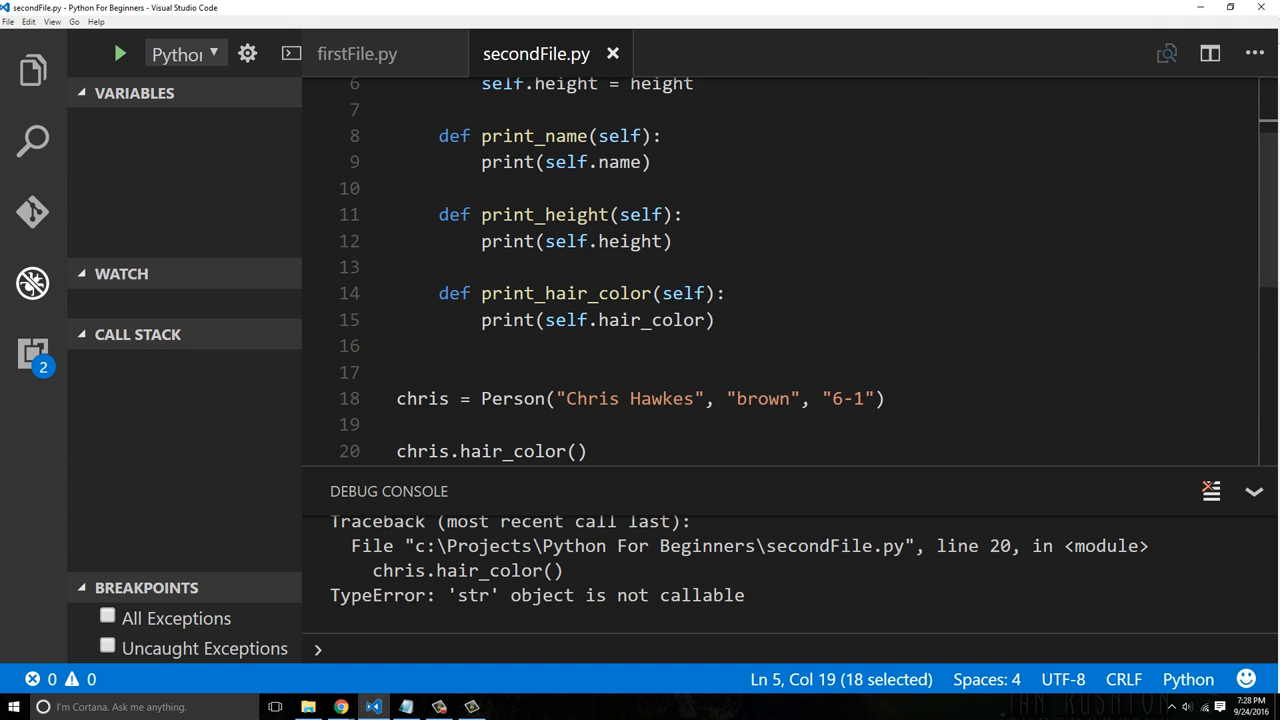 secondFile.py - Python For Beginners - Visual Studio Code
File Edit View Go Help
Pythor
firstFile.py
secondFile.py
VARIABLES
WATCH
CALL STACK
2
BREAKPOINTS
All Exceptions
Uncaught Exceptions
6 self.height = height
7
8 def print_name(self):
9 print(self.name)
10
11 def print_height(self):
12 print(self.height)
13
14 def print_hair_color(self):
15 print(self.hair_color)
16
17
18 chris = Person("Chris Hawkes", "brown", "6-1")
19
20 chris.hair_color()
DEBUG CONSOLE
Traceback (most recent call last):
File "c:\Projects\Python For Beginners\secondFile.py", line 20, in <module>
chris.hair_color()
TypeError: 'str' object is not callable
0 0
Ln 5, Col 19 (18 selected) Spaces: 4 UTF-8 CRLF Python
I'm Cortana. Ask me anything.
7:28 PM
9/24/2016